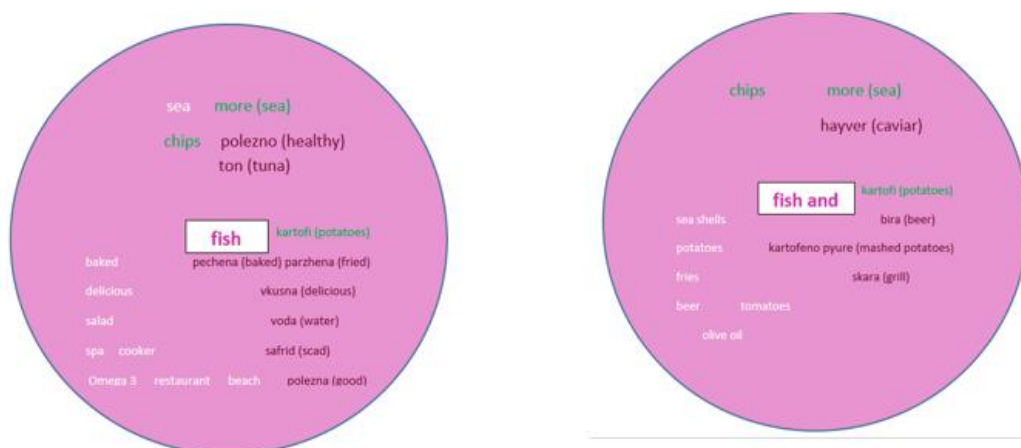 sea more (sea)
chips polezno (healthy)
ton (tuna)
fish
kartofi (potatoes)
baked pechena (baked) parzhena (fried)
delicious vkusna (delicious)
salad voda (water)
spa cooker safrid (scad)
Omega 3 restaurant beach polezna (good)
chips more (sea)
hayver (caviar)
kartofi (potatoes)
fish and
sea shells bira (beer)
potatoes kartofeno pyure (mashed potatoes)
fries skara (grill)
beer tomatoes
olive oil